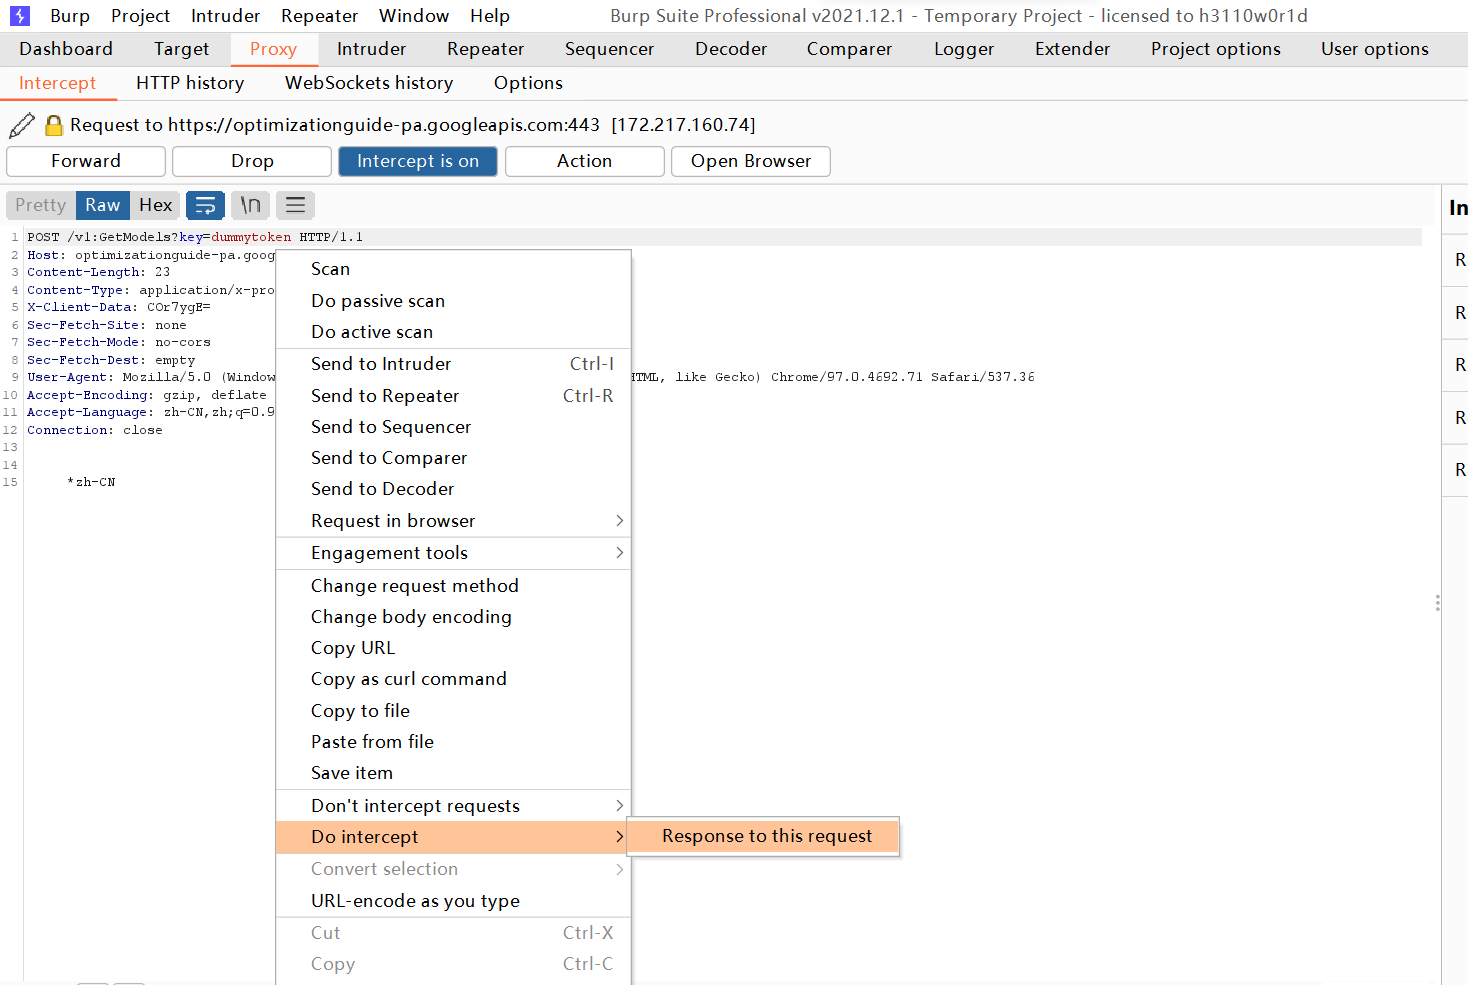 Burp Project Intruder Repeater Window Help Burp Suite Professional v2021.12.1 - Temporary Project - licensed to h3110w0r1d
Dashboard Target Proxy Intruder Repeater Sequencer Decoder Comparer Logger Extender Project options User options
Intercept HTTP history WebSockets history Options
Request to https://optimizationguide-pa.googleapis.com:443 [172.217.160.74]
Forward Drop Intercept is on Action Open Browser
Pretty Raw Hex \n
In
1 POST /v1:GetModels?key=dummytoken HTTP/1.1
2 Host: optimizationguide-pa.goog
3 Content-Length: 23
4 Content-Type: application/x-pro
5 X-Client-Data: COr7ygE=
6 Sec-Fetch-Site: none
7 Sec-Fetch-Mode: no-cors
8 Sec-Fetch-Dest: empty
9 User-Agent: Mozilla/5.0 (Window HTML, like Gecko) Chrome/97.0.4692.71 Safari/537.36
10 Accept-Encoding: gzip, deflate
11 Accept-Language: zh-CN,zh;q=0.9
12 Connection: close
13
14
15 *zh-CN
Scan
Do passive scan
Do active scan
Send to Intruder Ctrl-I
Send to Repeater Ctrl-R
Send to Sequencer
Send to Comparer
Send to Decoder
Request in browser
Engagement tools
Change request method
Change body encoding
Copy URL
Copy as curl command
Copy to file
Paste from file
Save item
Don't intercept requests
Do intercept
Response to this request
Convert selection
URL-encode as you type
Cut Ctrl-X
Copy Ctrl-C
R
R
R
R
R